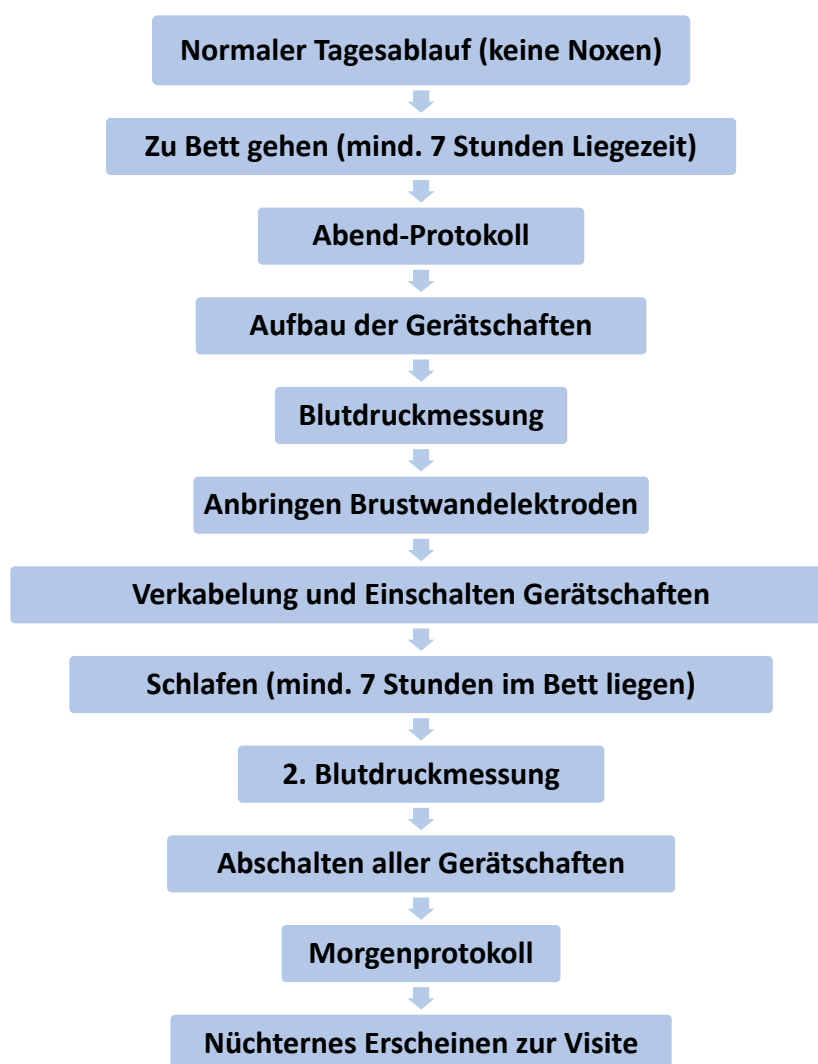 Normaler Tagesablauf (keine Noxen)
Zu Bett gehen (mind. 7 Stunden Liegezeit)
Abend-Protokoll
Aufbau der Gerätschaften
Blutdruckmessung
Anbringen Brustwandelektroden
Verkabelung und Einschalten Gerätschaften
Schlafen (mind. 7 Stunden im Bett liegen)
2. Blutdruckmessung
Abschalten aller Gerätschaften
Morgenprotokoll
Nüchternes Erscheinen zur Visite